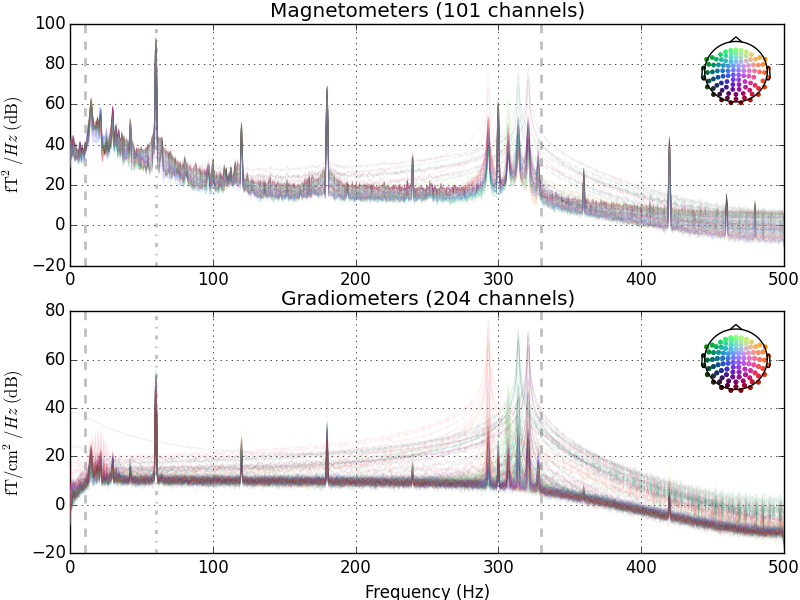 Magnetometers (101 channels)
fT² /Hz (dB)
100
80
60
40
20
0
−20
0 100 200 300 400 500
Gradiometers (204 channels)
fT/cm² /Hz (dB)
80
60
40
20
0
−20
0 100 200 300 400 500
Frequency (Hz)